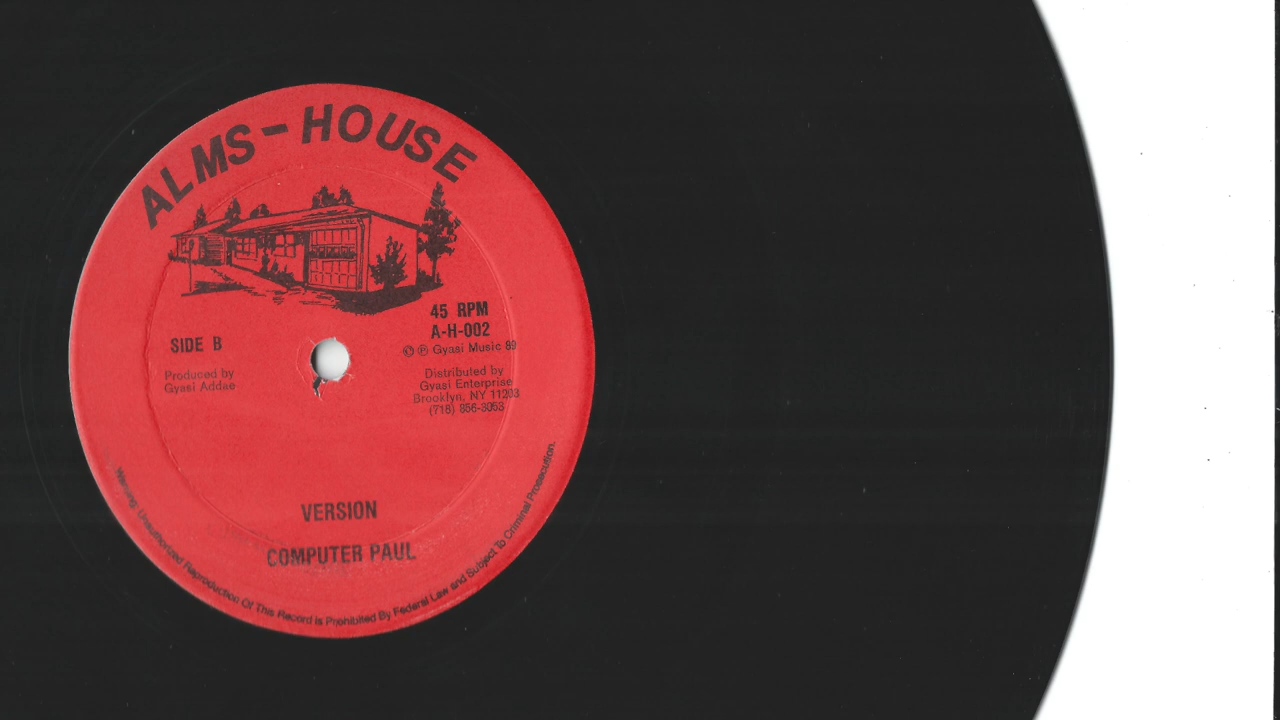 ALMS-HOUSE
45 RPM
A-H-002
© ℗ Gyasi Music 89
SIDE B
Produced by
Gyasi Addae
Distributed by
Gyasi Enterprise
Brooklyn, NY 11203
(718) 856-3053
VERSION
COMPUTER PAUL
Warning: Unauthorized Reproduction Of This Record is Prohibited By Federal Law and Subject To Criminal Prosecution.